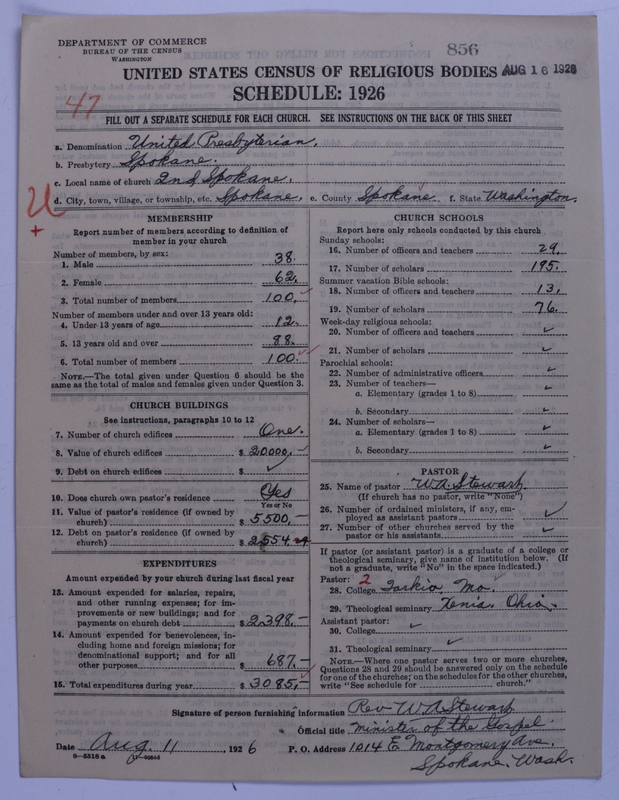 DEPARTMENT OF COMMERCE
BUREAU OF THE CENSUS
WASHINGTON
856
UNITED STATES CENSUS OF RELIGIOUS BODIES
AUG 16 1926
SCHEDULE: 1926
47
FILL OUT A SEPARATE SCHEDULE FOR EACH CHURCH. SEE INSTRUCTIONS ON THE BACK OF THIS SHEET
a. Denomination United Presbyterian.
b. Presbytery Spokane.
c. Local name of church 2nd Spokane.
d. City, town, village, or township, etc. Spokane. e. County Spokane. f. State Washington.
U
+
MEMBERSHIP
Report number of members according to definition of
member in your church
Number of members, by sex:
1. Male 38.
2. Female 62.
3. Total number of members 100.
Number of members under and over 13 years old:
4. Under 13 years of age 12.
5. 13 years old and over 88.
6. Total number of members 100.
NOTE.—The total given under Question 6 should be
the same as the total of males and females given under Question 3.
CHURCH BUILDINGS
See instructions, paragraphs 10 to 12
7. Number of church edifices One.
8. Value of church edifices $ 20000.—
9. Debt on church edifices $ ✓
10. Does church own pastor's residence Yes
Yes or No
11. Value of pastor's residence (if owned by
church) $ 5500.—
12. Debt on pastor's residence (if owned by
church) $ 2554.
EXPENDITURES
Amount expended by your church during last fiscal year
13. Amount expended for salaries, repairs,
and other running expenses; for im-
provements or new buildings; and for
payments on church debt $ 2398.—
14. Amount expended for benevolences, in-
cluding home and foreign missions; for
denominational support; and for all
other purposes $ 687.—
15. Total expenditures during year $ 3085.—
CHURCH SCHOOLS
Report here only schools conducted by this church
Sunday schools:
16. Number of officers and teachers 29.
17. Number of scholars 195.
Summer vacation Bible schools:
18. Number of officers and teachers 13.
19. Number of scholars 76.
Week-day religious schools:
20. Number of officers and teachers ✓
21. Number of scholars ✓
Parochial schools:
22. Number of administrative officers ✓
23. Number of teachers—
a. Elementary (grades 1 to 8) ✓
b. Secondary ✓
24. Number of scholars—
a. Elementary (grades 1 to 8) ✓
b. Secondary ✓
PASTOR
25. Name of pastor W.A. Stewart
(If church has no pastor, write "None")
26. Number of ordained ministers, if any, em-
ployed as assistant pastors ✓
27. Number of other churches served by the
pastor or his assistants ✓
If pastor (or assistant pastor) is a graduate of a college or
theological seminary, give name of institution below. (If
not a graduate, write "No" in the space indicated.)
Pastor: 2
28. College Tarkio, Mo.
29. Theological seminary Xenia, Ohio.
Assistant pastor:
30. College ✓
31. Theological seminary ✓
NOTE.—Where one pastor serves two or more churches,
Questions 28 and 29 should be answered only on the schedule
for one of the churches; on the schedules for the other churches,
write "See schedule for church."
Signature of person furnishing information Rev W A Stewart
Official title Minister of the Gospel
Date Aug. 11, 1926 P. O. Address 1014 E Montgomery Ave.
8—5518 a
Spokane. Wash.